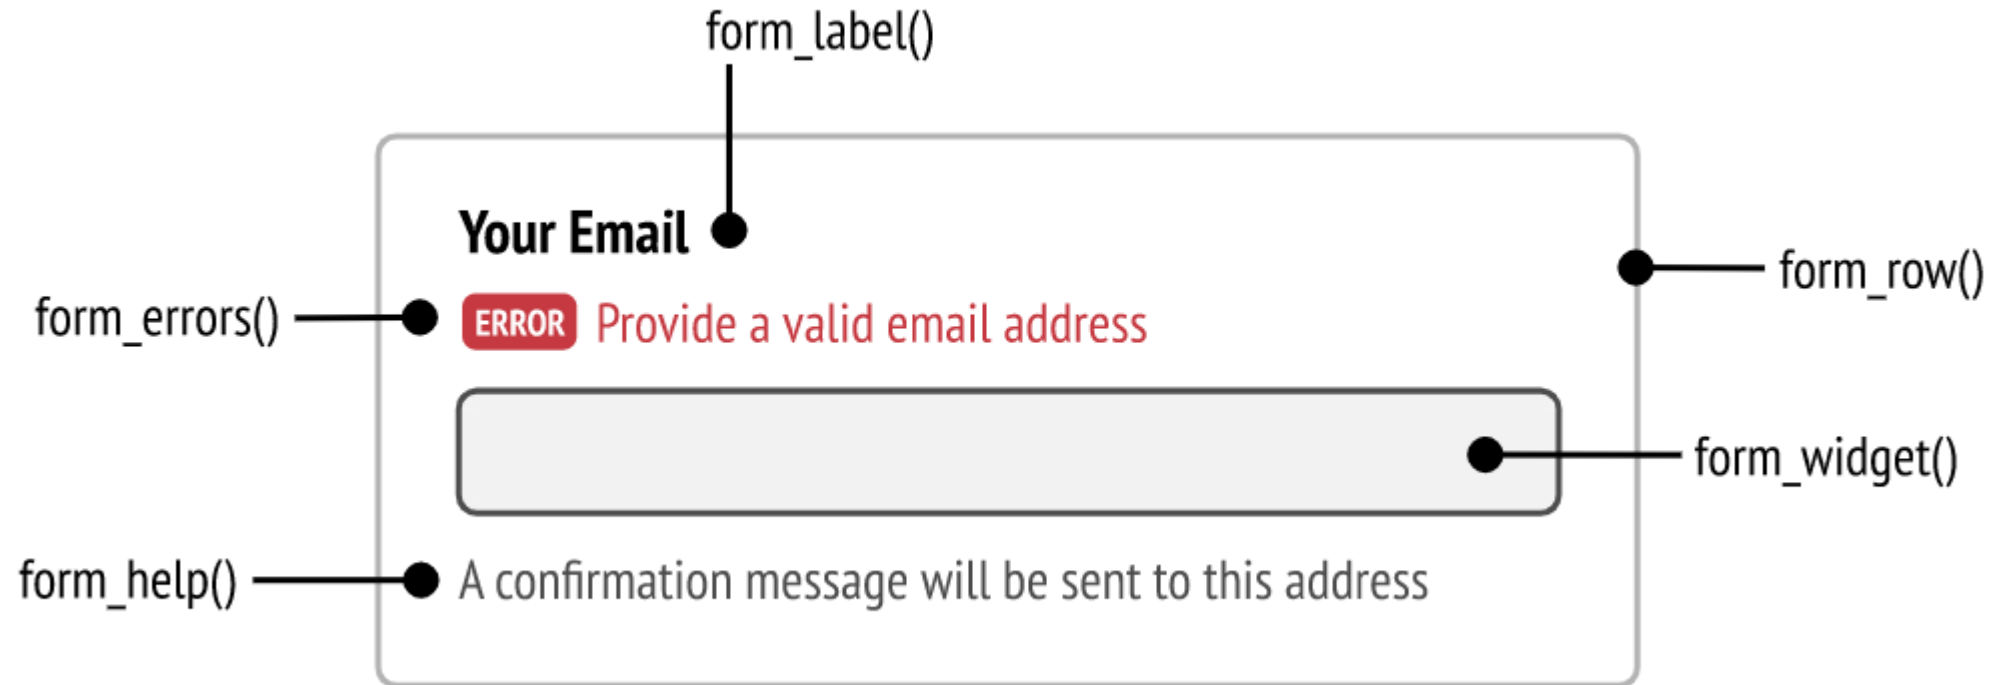 form_label()
Your Email
form_row()
form_errors()
ERROR Provide a valid email address
form_widget()
form_help()
A confirmation message will be sent to this address